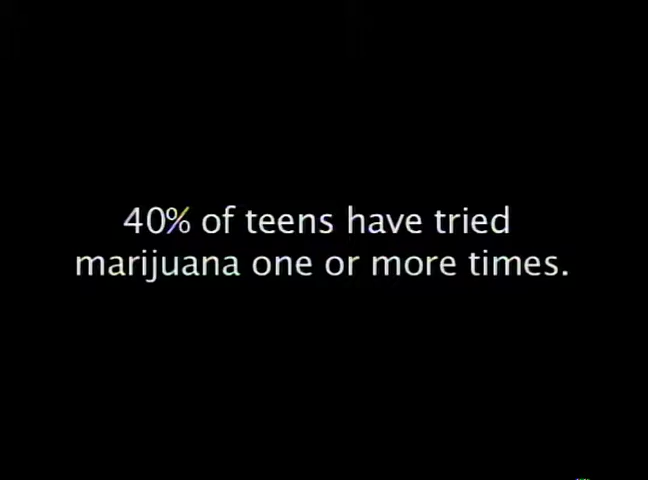 40% of teens have tried
marijuana one or more times.